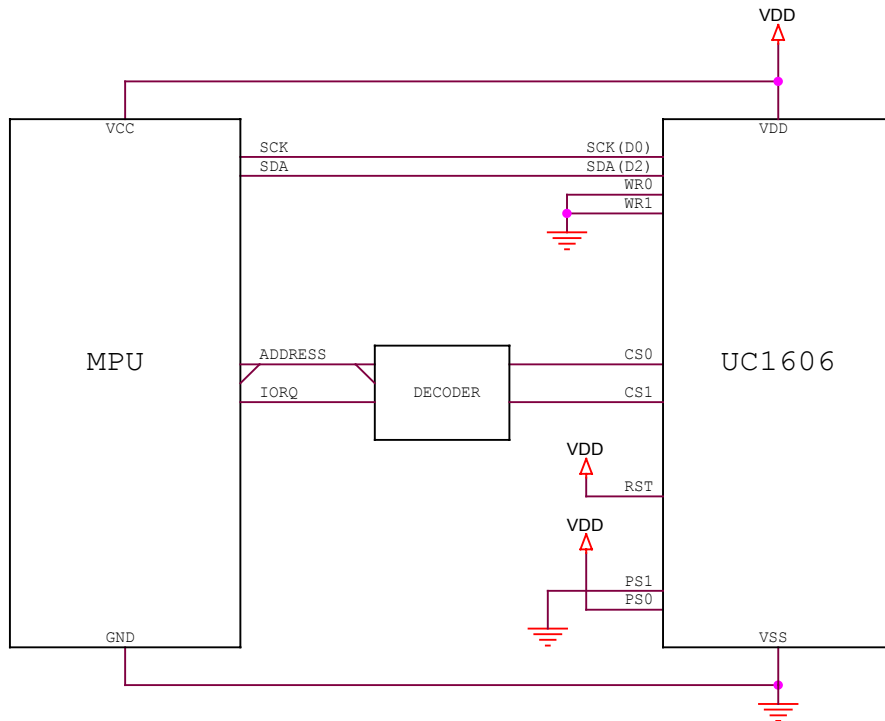 VDD
VCC
VDD
SCK
SCK(D0)
SDA
SDA(D2)
WR0
WR1
MPU
ADDRESS
IORQ
DECODER
CS0
CS1
UC1606
VDD
RST
VDD
PS1
PS0
GND
VSS